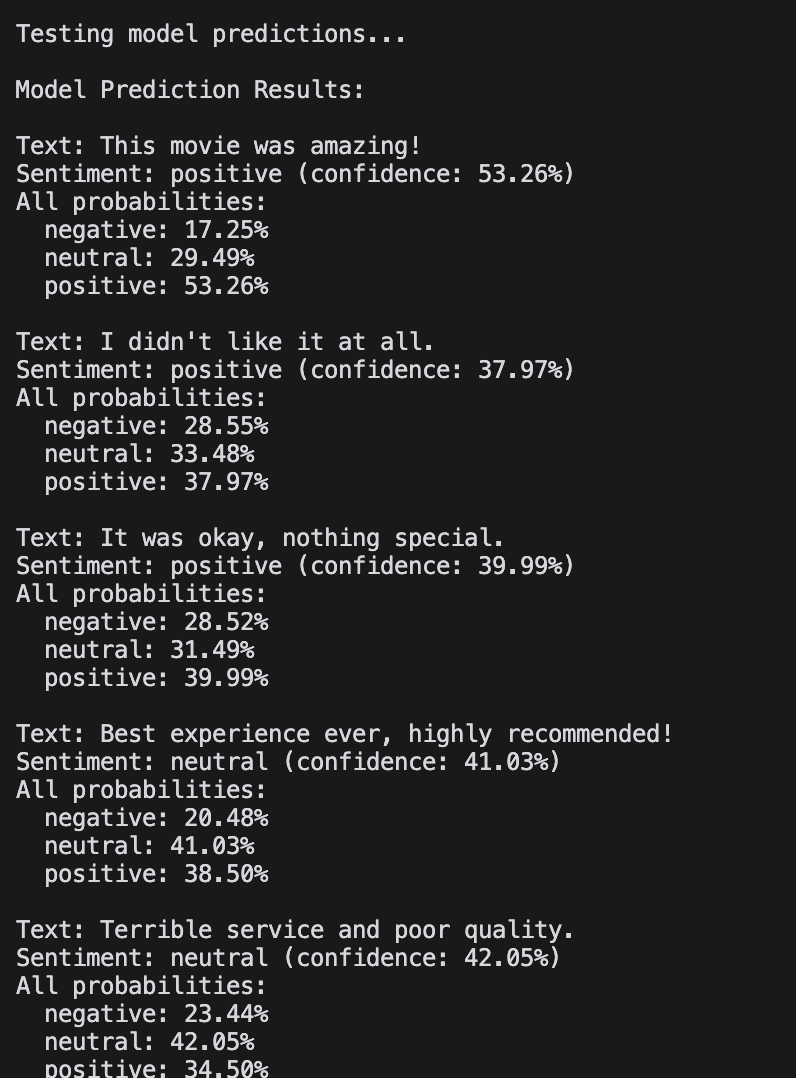 Testing model predictions...
Model Prediction Results:
Text: This movie was amazing!
Sentiment: positive (confidence: 53.26%)
All probabilities:
negative: 17.25%
neutral: 29.49%
positive: 53.26%
Text: I didn't like it at all.
Sentiment: positive (confidence: 37.97%)
All probabilities:
negative: 28.55%
neutral: 33.48%
positive: 37.97%
Text: It was okay, nothing special.
Sentiment: positive (confidence: 39.99%)
All probabilities:
negative: 28.52%
neutral: 31.49%
positive: 39.99%
Text: Best experience ever, highly recommended!
Sentiment: neutral (confidence: 41.03%)
All probabilities:
negative: 20.48%
neutral: 41.03%
positive: 38.50%
Text: Terrible service and poor quality.
Sentiment: neutral (confidence: 42.05%)
All probabilities:
negative: 23.44%
neutral: 42.05%
positive: 34.50%